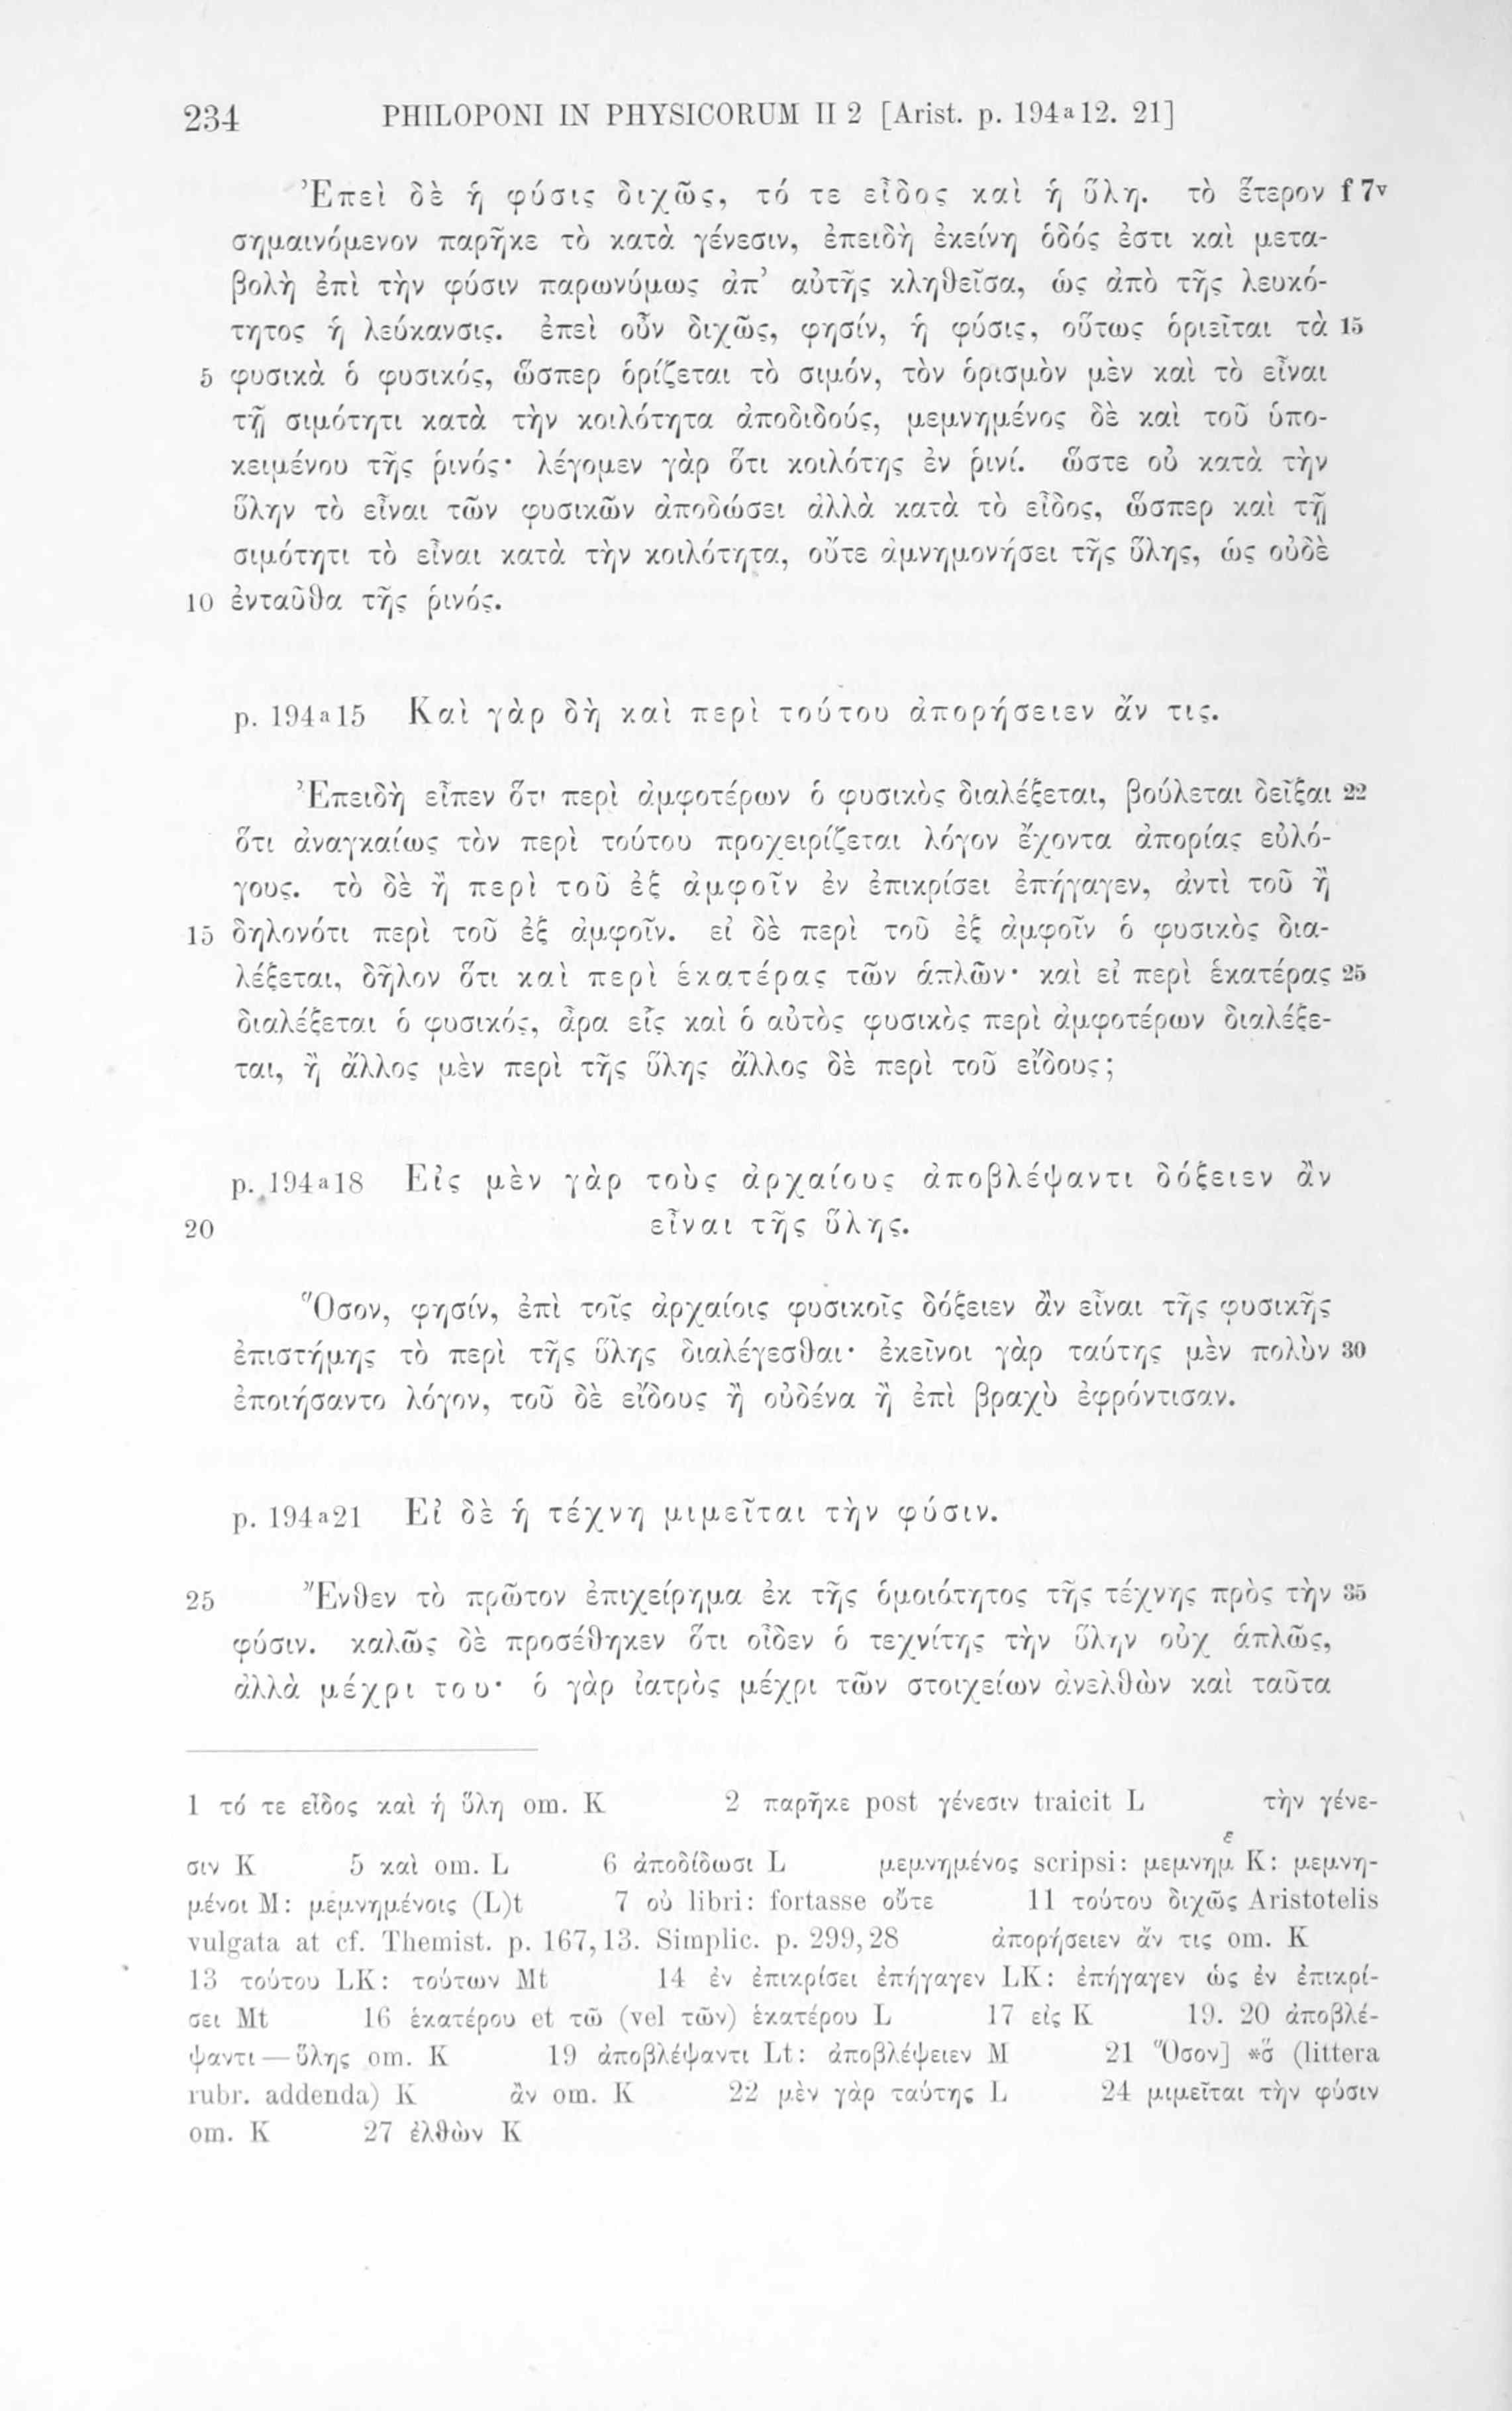 234 PHILOPONI IN PHYSICORUM II 2 [Arist. p. 194ᵃ12. 21]
Ἐπεὶ δὲ ἡ φύσις διχῶς, τό τε εἶδος καὶ ἡ ὕλη. τὸ ἕτερον f 7ᵛ
σημαινόμενον παρῆκε τὸ κατὰ γένεσιν, ἐπειδὴ ἐκείνη ὁδός ἐστι καὶ μετα-
βολὴ ἐπὶ τὴν φύσιν παρωνύμως ἀπ’ αὐτῆς κληθεῖσα, ὡς ἀπὸ τῆς λευκό-
τητος ἡ λεύκανσις. ἐπεὶ οὖν διχῶς, φησίν, ἡ φύσις, οὕτως ὁριεῖται τὰ 15
5 φυσικὰ ὁ φυσικός, ὥσπερ ὁρίζεται τὸ σιμόν, τὸν ὁρισμὸν μὲν καὶ τὸ εἶναι
τῇ σιμότητι κατὰ τὴν κοιλότητα ἀποδιδούς, μεμνημένος δὲ καὶ τοῦ ὑπο-
κειμένου τῆς ῥινός· λέγομεν γὰρ ὅτι κοιλότης ἐν ῥινί. ὥστε οὐ κατὰ τὴν
ὕλην τὸ εἶναι τῶν φυσικῶν ἀποδώσει ἀλλὰ κατὰ τὸ εἶδος, ὥσπερ καὶ τῇ
σιμότητι τὸ εἶναι κατὰ τὴν κοιλότητα, οὔτε ἀμνημονήσει τῆς ὕλης, ὡς οὐδὲ
10 ἐνταῦθα τῆς ῥινός.
p. 194ᵃ15 Καὶ γὰρ δὴ καὶ περὶ τούτου ἀπορήσειεν ἄν τις.
Ἐπειδὴ εἶπεν ὅτι περὶ ἀμφοτέρων ὁ φυσικὸς διαλέξεται, βούλεται δεῖξαι 22
ὅτι ἀναγκαίως τὸν περὶ τούτου προχειρίζεται λόγον ἔχοντα ἀπορίας εὐλό-
γους. τὸ δὲ ἢ περὶ τοῦ ἐξ ἀμφοῖν ἐν ἐπικρίσει ἐπήγαγεν, ἀντὶ τοῦ ἢ
15 δηλονότι περὶ τοῦ ἐξ ἀμφοῖν. εἰ δὲ περὶ τοῦ ἐξ ἀμφοῖν ὁ φυσικὸς δια-
λέξεται, δῆλον ὅτι καὶ περὶ ἑκατέρας τῶν ἁπλῶν· καὶ εἰ περὶ ἑκατέρας 25
διαλέξεται ὁ φυσικός, ἆρα εἷς καὶ ὁ αὐτὸς φυσικὸς περὶ ἀμφοτέρων διαλέξε-
ται, ἢ ἄλλος μὲν περὶ τῆς ὕλης ἄλλος δὲ περὶ τοῦ εἴδους;
p. 194ᵃ18 Εἰς μὲν γὰρ τοὺς ἀρχαίους ἀποβλέψαντι δόξειεν ἂν
20 εἶναι τῆς ὕλης.
Ὅσον, φησίν, ἐπὶ τοῖς ἀρχαίοις φυσικοῖς δόξειεν ἂν εἶναι τῆς φυσικῆς
ἐπιστήμης τὸ περὶ τῆς ὕλης διαλέγεσθαι· ἐκεῖνοι γὰρ ταύτης μὲν πολὺν 30
ἐποιήσαντο λόγον, τοῦ δὲ εἴδους ἢ οὐδένα ἢ ἐπὶ βραχὺ ἐφρόντισαν.
p. 194ᵃ21 Εἰ δὲ ἡ τέχνη μιμεῖται τὴν φύσιν.
25 Ἔνθεν τὸ πρῶτον ἐπιχείρημα ἐκ τῆς ὁμοιότητος τῆς τέχνης πρὸς τὴν 35
φύσιν. καλῶς δὲ προσέθηκεν ὅτι οἶδεν ὁ τεχνίτης τὴν ὕλην οὐχ ἁπλῶς,
ἀλλὰ μέχρι του· ὁ γὰρ ἰατρὸς μέχρι τῶν στοιχείων ἀνελθὼν καὶ ταῦτα
1 τό τε εἶδος καὶ ἡ ὕλη om. K 2 παρῆκε post γένεσιν traicit L τὴν γένε-
σιν K 5 καὶ om. L 6 ἀποδίδωσι L μεμνημένος scripsi: μεμνημ^ε K: μεμνη-
μένοι M: μεμνημένοις (L)t 7 οὐ libri: fortasse οὔτε 11 τούτου διχῶς Aristotelis
vulgata at cf. Themist. p. 167,13. Simplic. p. 299,28 ἀπορήσειεν ἄν τις om. K
13 τούτου LK: τούτων Mt 14 ἐν ἐπικρίσει ἐπήγαγεν LK: ἐπήγαγεν ὡς ἐν ἐπικρί-
σει Mt 16 ἑκατέρου et τῶ (vel τῶν) ἑκατέρου L 17 εἰς K 19. 20 ἀποβλέ-
ψαντι — ὕλης om. K 19 ἀποβλέψαντι Lt: ἀποβλέψειεν M 21 Ὅσον] *ὅ (littera
rubr. addenda) K ἂν om. K 22 μὲν γὰρ ταύτης L 24 μιμεῖται τὴν φύσιν
om. K 27 ἐλθὼν K